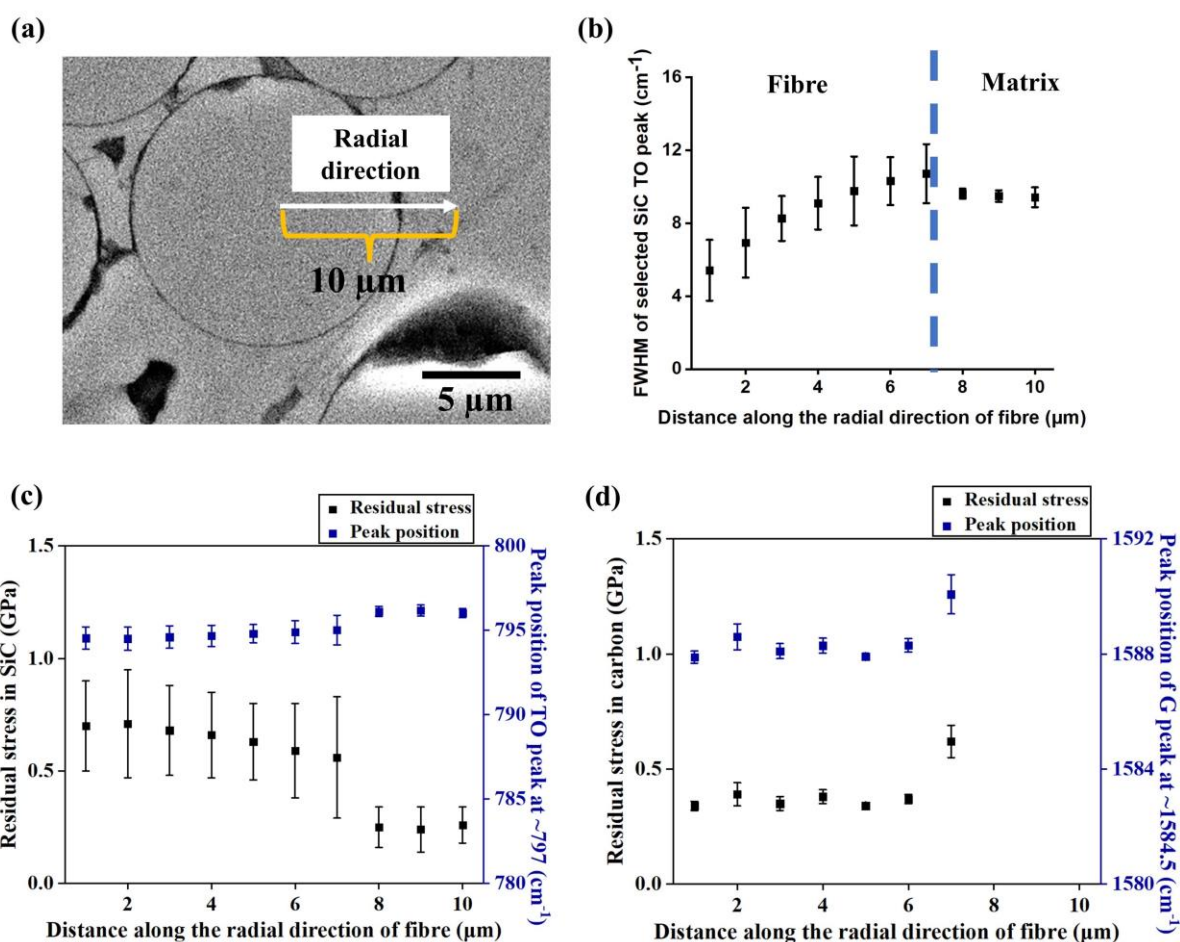 (a)
Radial
direction
10 µm
5 µm
(b)
FWHM of selected SiC TO peak (cm⁻¹)
16
12
8
4
0
Fibre
Matrix
2
4
6
8
10
Distance along the radial direction of fibre (µm)
(c)
Residual stress
Peak position
Residual stress in SiC (GPa)
1.5
1.0
0.5
0.0
2
4
6
8
10
Distance along the radial direction of fibre (µm)
800
795
790
785
780
Peak position of TO peak at ~797 (cm⁻¹)
(d)
Residual stress
Peak position
Residual stress in carbon (GPa)
1.5
1.0
0.5
0.0
2
4
6
8
10
Distance along the radial direction of fibre (µm)
1592
1588
1584
1580
Peak position of G peak at ~1584.5 (cm⁻¹)